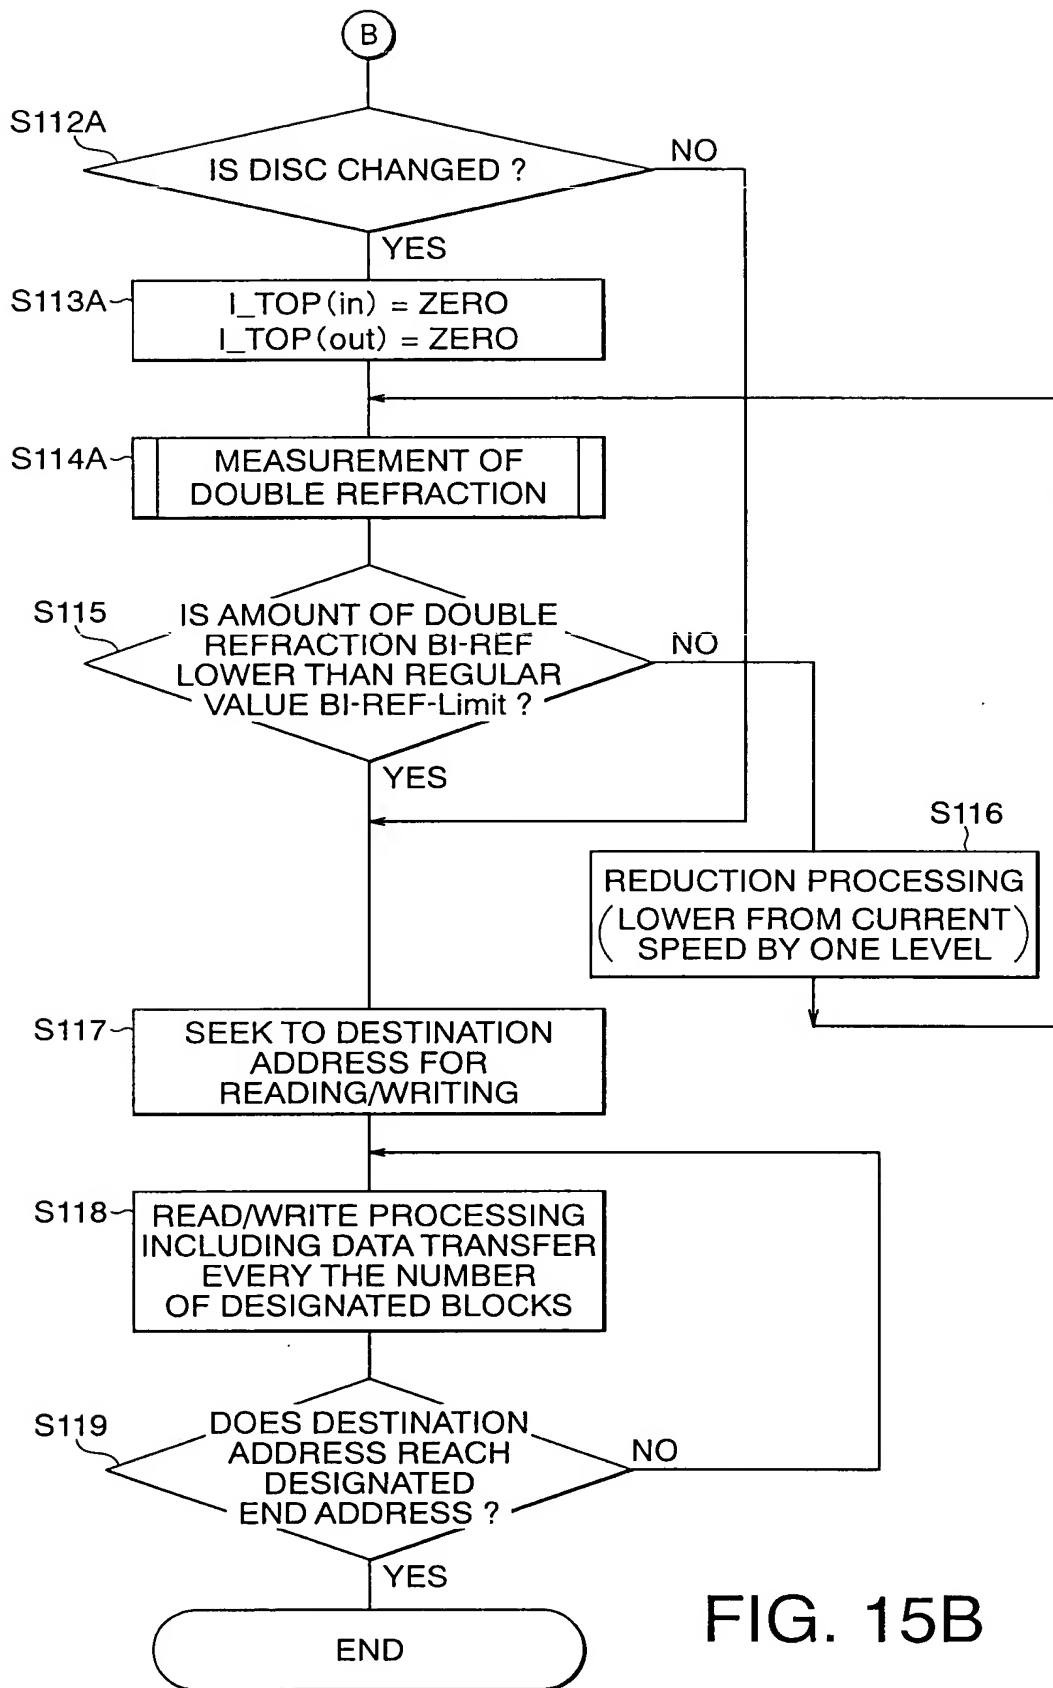 B
S112A
IS DISC CHANGED ?
NO
YES
S113A
I_TOP(in) = ZERO
I_TOP(out) = ZERO
S114A
MEASUREMENT OF
DOUBLE REFRACTION
S115
IS AMOUNT OF DOUBLE
REFRACTION BI-REF
LOWER THAN REGULAR
VALUE BI-REF-Limit ?
NO
YES
S116
REDUCTION PROCESSING
(LOWER FROM CURRENT
SPEED BY ONE LEVEL)
S117
SEEK TO DESTINATION
ADDRESS FOR
READING/WRITING
S118
READ/WRITE PROCESSING
INCLUDING DATA TRANSFER
EVERY THE NUMBER
OF DESIGNATED BLOCKS
S119
DOES DESTINATION
ADDRESS REACH
DESIGNATED
END ADDRESS ?
NO
YES
END
FIG. 15B